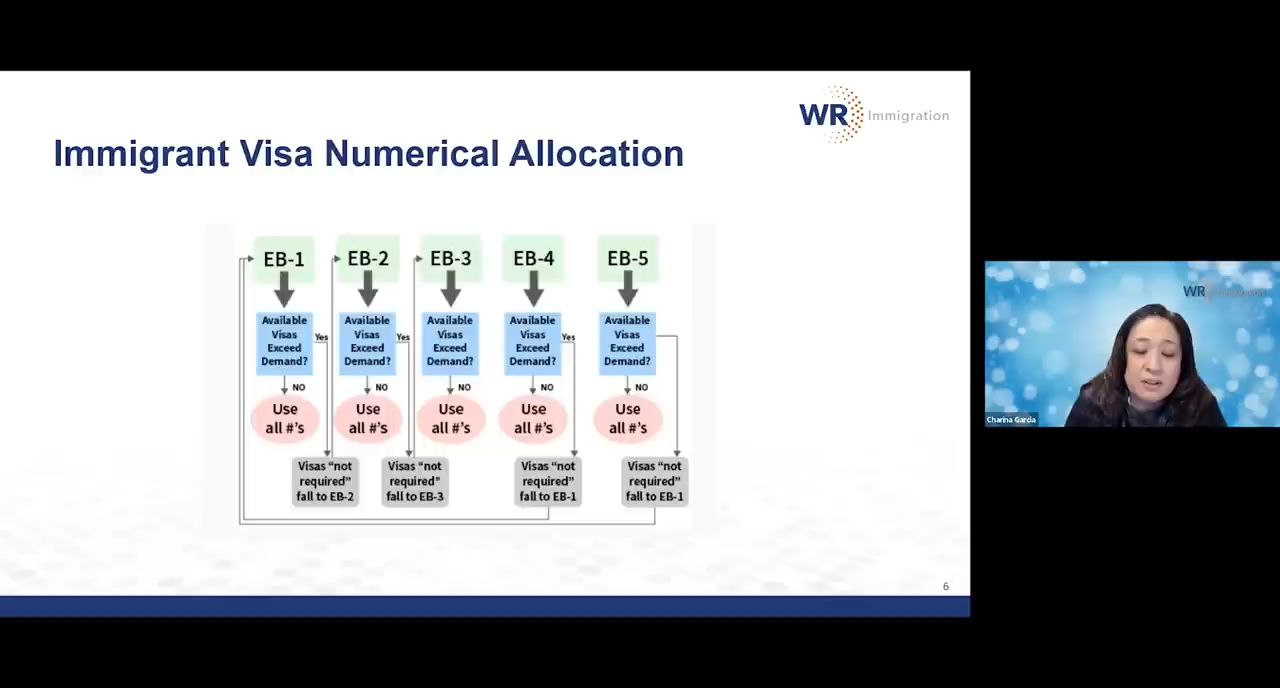 WR Immigration
Immigrant Visa Numerical Allocation
EB-1
EB-2
EB-3
EB-4
EB-5
Available
Visas
Exceed
Demand?
Available
Visas
Exceed
Demand?
Available
Visas
Exceed
Demand?
Available
Visas
Exceed
Demand?
Available
Visas
Exceed
Demand?
Yes
Yes
Yes
NO
NO
NO
NO
NO
Use
all #'s
Use
all #'s
Use
all #'s
Use
all #'s
Use
all #'s
Visas "not
required"
fall to EB-2
Visas "not
required"
fall to EB-3
Visas "not
required"
fall to EB-1
Visas "not
required"
fall to EB-1
6
WR
Charina Garcia